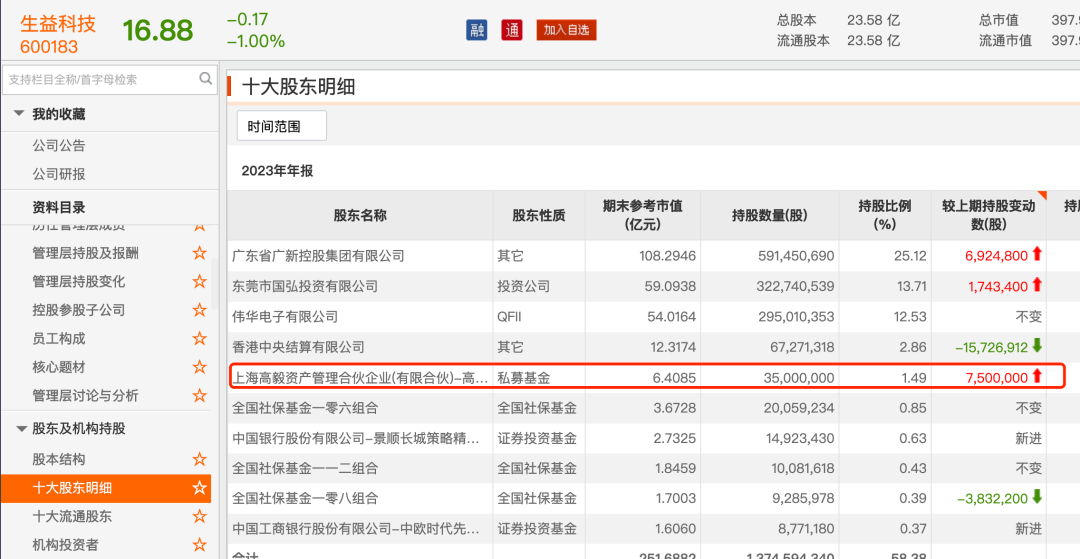 生益科技 16.88 -0.17 融 通 加入自选 总股本 23.58 亿 总市值 397.
600183 -1.00% 流通股本 23.58 亿 流通市值 397.
支持栏目全称/首字母检索
我的收藏
公司公告
公司研报
资料目录
历任管理层成员
管理层持股及报酬
管理层持股变化
控股参股子公司
员工构成
核心题材
管理层讨论与分析
股东及机构持股
股本结构
十大股东明细
十大流通股东
机构投资者
十大股东明细
时间范围
2023年年报
股东名称 股东性质 期末参考市值(亿元) 持股数量(股) 持股比例(%) 较上期持股变动数(股) 持
广东省广新控股集团有限公司 其它 108.2946 591,450,690 25.12 6,924,800
东莞市国弘投资有限公司 投资公司 59.0938 322,740,539 13.71 1,743,400
伟华电子有限公司 QFII 54.0164 295,010,353 12.53 不变
香港中央结算有限公司 其它 12.3174 67,271,318 2.86 -15,726,912
上海高毅资产管理合伙企业(有限合伙)-高... 私募基金 6.4085 35,000,000 1.49 7,500,000
全国社保基金一零六组合 全国社保基金 3.6728 20,059,234 0.85 不变
中国银行股份有限公司-景顺长城策略精... 证券投资基金 2.7325 14,923,430 0.63 新进
全国社保基金一一二组合 全国社保基金 1.8459 10,081,618 0.43 不变
全国社保基金一零八组合 全国社保基金 1.7003 9,285,978 0.39 -3,832,200
中国工商银行股份有限公司-中欧时代先... 证券投资基金 1.6060 8,771,180 0.37 新进
合计 251.6882 1,374,594,340 58.38